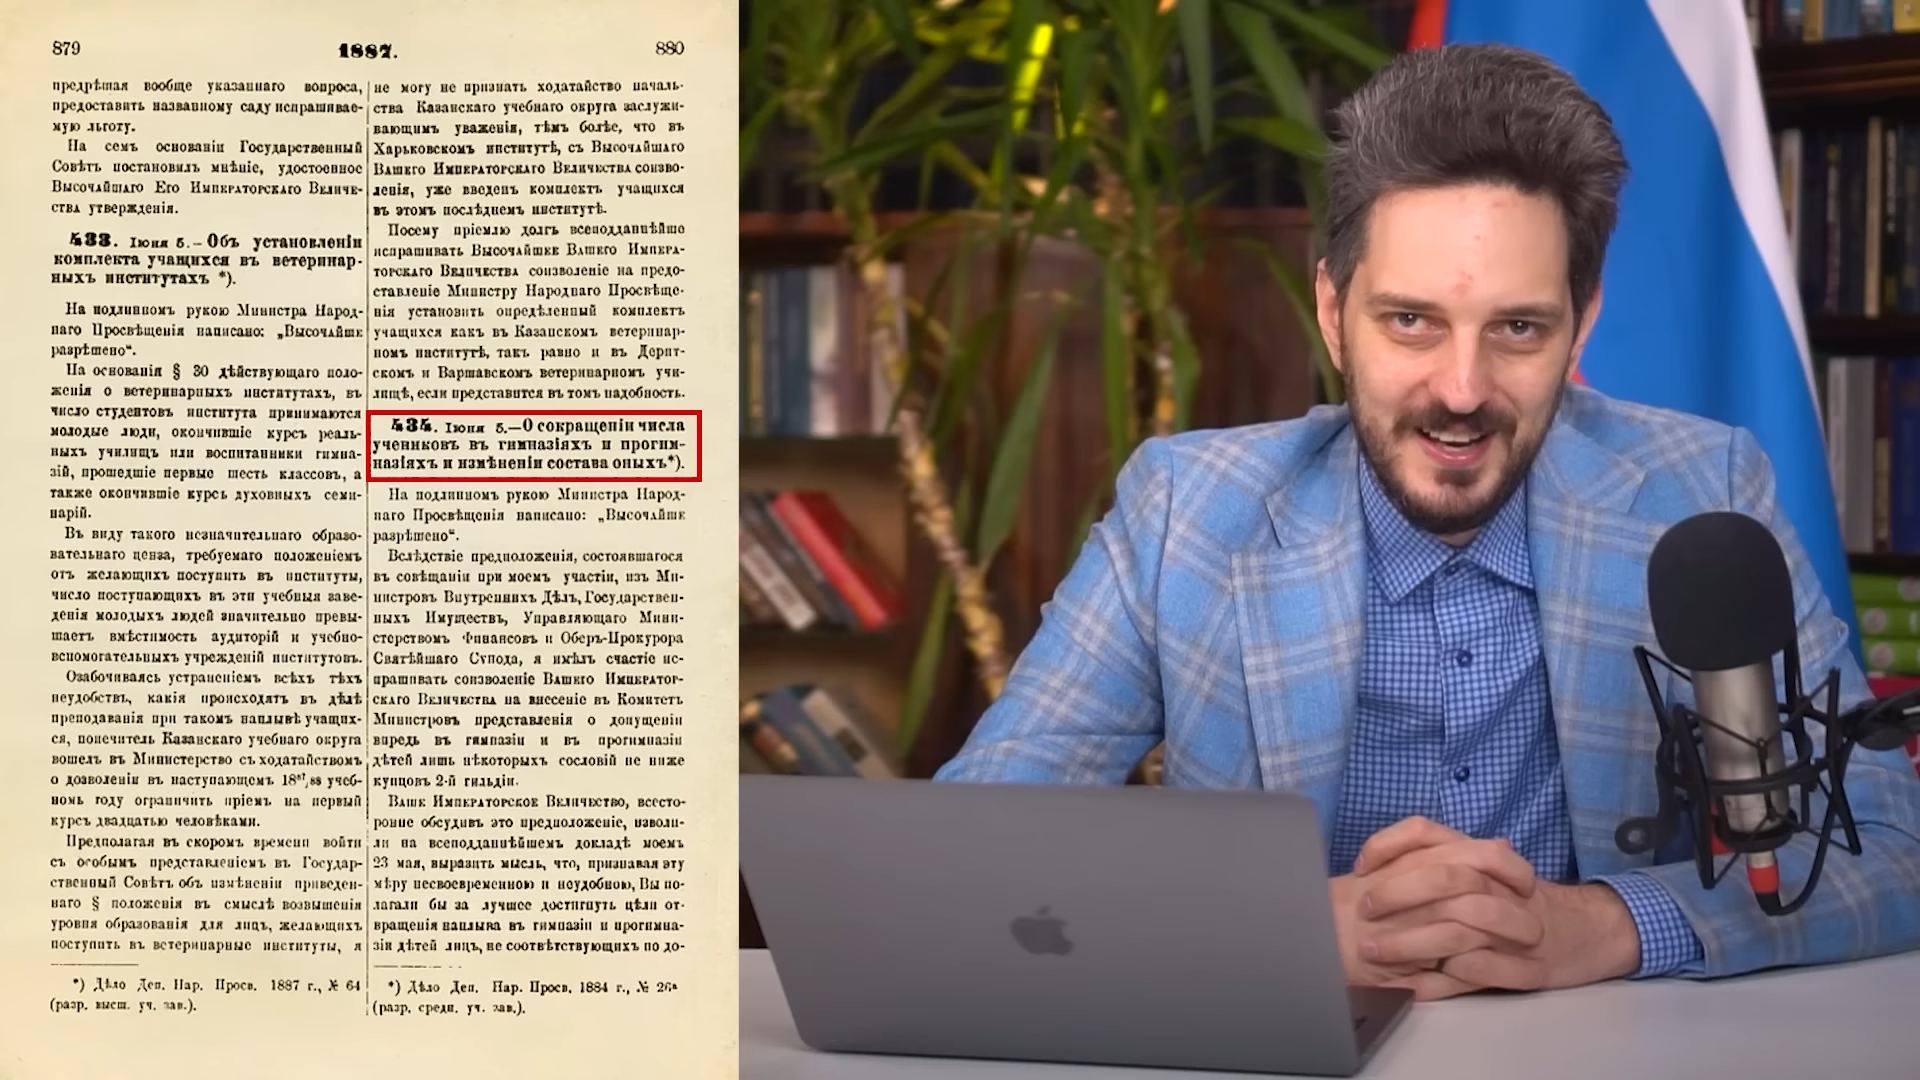 879
1887.
880
предрѣшая вообще указаннаго вопроса,
предоставить названному саду испрашивае-
мую льготу.
На семъ основаніи Государственный
Совѣтъ постановилъ мнѣніе, удостоенное
Высочайшаго Его Императорскаго Величе-
ства утвержденія.
433. Іюня 5.—Объ установленіи
комплекта учащихся въ ветеринар-
ныхъ институтахъ *).
На подлинномъ рукою Министра Народ-
наго Просвѣщенія написано: „Высочайше
разрѣшено“.
На основанія § 30 дѣйствующаго поло-
женія о ветеринарныхъ институтахъ, въ
число студентовъ института принимаются
молодые люди, окончившіе курсъ реаль-
ныхъ училищъ или воспитанники гимна-
зій, прошедшіе первые шесть классовъ, а
также окончившіе курсъ духовныхъ семи-
нарій.
Въ виду такого незначительнаго образо-
вательнаго ценза, требуемаго положеніемъ
отъ желающихъ поступить въ институты,
число поступающихъ въ эти учебныя заве-
денія молодыхъ людей значительно превы-
шаетъ вмѣстимость аудиторій и учебно-
вспомогательныхъ учрежденій институтовъ.
Озабочиваясь устраненіемъ всѣхъ тѣхъ
неудобствъ, какія происходятъ въ дѣлѣ
преподаванія при такомъ наплывѣ учащих-
ся, попечитель Казанскаго учебнаго округа
вошелъ въ Министерство съ ходатайствомъ
о дозволеніи въ наступающемъ 18⁸⁷/₈₈ учеб-
номъ году ограничить пріемъ на первый
курсъ двадцатью человѣками.
Предполагая въ скоромъ времени войти
съ особымъ представленіемъ въ Государ-
ственный Совѣтъ объ измѣненіи приведен-
наго § положенія въ смыслѣ возвышенія
уровня образованія для лицъ, желающихъ
поступить въ ветеринарные институты, я
*) Дѣло Деп. Нар. Просв. 1887 г., № 64
(разр. высш. уч. зав.).
не могу не признать ходатайство началь-
ства Казанскаго учебнаго округа заслужи-
вающимъ уваженія, тѣмъ болѣе, что въ
Харьковскомъ институтѣ, съ Высочайшаго
Вашего Императорскаго Величества соизво-
ленія, уже введенъ комплектъ учащихся
въ этомъ послѣднемъ институтѣ.
Посему пріемлю долгъ всеподданнѣйше
испрашивать Высочайшее Вашего Импера-
торскаго Величества соизволеніе на предо-
ставленіе Министру Народнаго Просвѣще-
нія установить опредѣленный комплектъ
учащихся какъ въ Казанскомъ ветеринар-
номъ институтѣ, такъ равно и въ Дерпт-
скомъ и Варшавскомъ ветеринарномъ учи-
лищѣ, если представится въ томъ надобность.
434. Іюня 5.—О сокращеніи числа
учениковъ въ гимназіяхъ и прогим-
назіяхъ и измѣненіи состава оныхъ*).
На подлинномъ рукою Министра Народ-
наго Просвѣщенія написано: „Высочайше
разрѣшено“.
Вслѣдствіе предположенія, состоявшагося
въ совѣщаніи при моемъ участіи, изъ Ми-
нистровъ Внутреннихъ Дѣлъ, Государствен-
ныхъ Имуществъ, Управляющаго Мини-
стерствомъ Финансовъ и Оберъ-Прокурора
Святѣйшаго Сѵнода, я имѣлъ счастіе ис-
прашивать соизволеніе Вашего Император-
скаго Величества на внесеніе въ Комитетъ
Министровъ представленія о допущеніи
впредь въ гимназіи и въ прогимназіи
дѣтей лишь нѣкоторыхъ сословій не ниже
купцовъ 2-й гильдіи.
Ваше Императорское Величество, всесто-
ронне обсудивъ это предположеніе, изволи-
ли на всеподданнѣйшемъ докладѣ моемъ
23 мая, выразить мысль, что, признавая эту
мѣру несвоевременною и неудобною, Вы по-
лагали бы за лучшее достигнуть цѣли от-
вращенія наплыва въ гимназіи и прогимна-
зіи дѣтей лицъ, не соотвѣтствующихъ по до-
*) Дѣло Деп. Нар. Просв. 1884 г., № 26ᵃ
(разр. средн. уч. зав.).